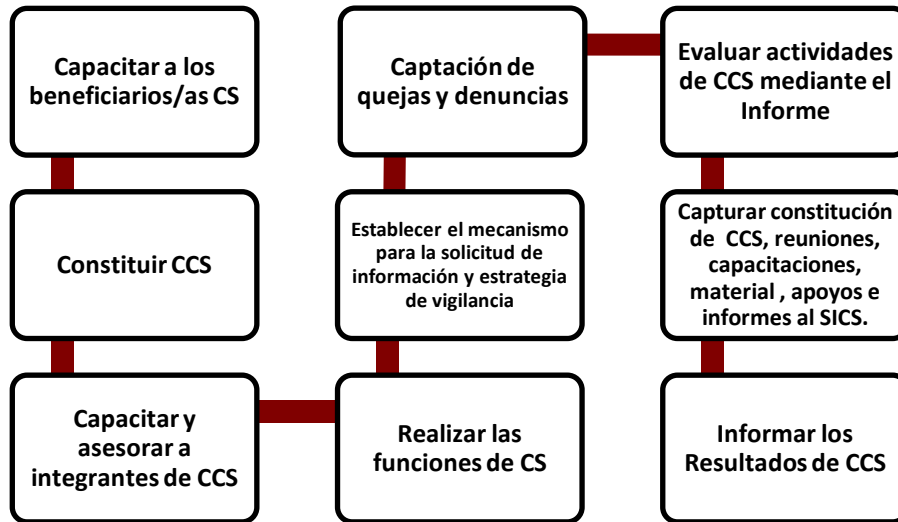 Capacitar a los
beneficiarios/as CS
Constituir CCS
Capacitar y
asesorar a
integrantes de CCS
Realizar las
funciones de CS
Establecer el mecanismo
para la solicitud de
información y estrategia
de vigilancia
Captación de
quejas y denuncias
Evaluar actividades
de CCS mediante el
Informe
Capturar constitución
de CCS, reuniones,
capacitaciones,
material , apoyos e
informes al SICS.
Informar los
Resultados de CCS